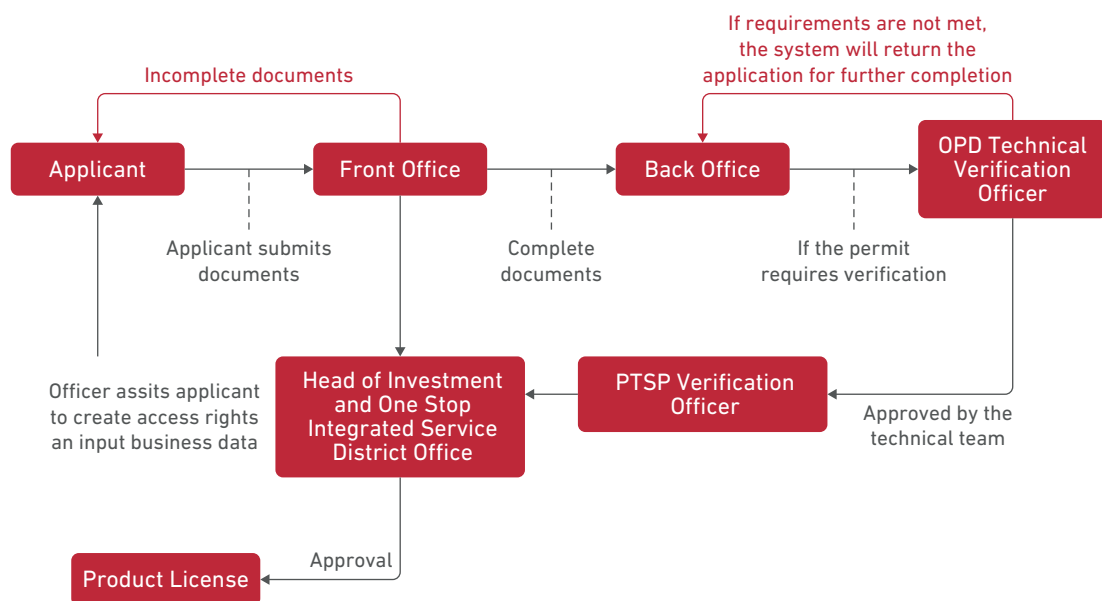 If requirements are not met,
the system will return the
application for further completion
Incomplete documents
Applicant
Front Office
Back Office
OPD Technical
Verification
Officer
Applicant submits
documents
Complete
documents
If the permit
requires verification
Officer assits applicant
to create access rights
an input business data
Head of Investment
and One Stop
Integrated Service
District Office
PTSP Verification
Officer
Approved by the
technical team
Approval
Product License